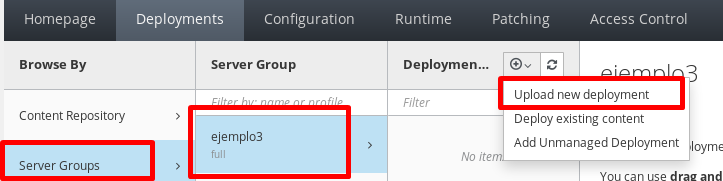 Homepage Deployments Configuration Runtime Patching Access Control
Browse By
Content Repository
Server Groups
Server Group
Filter by: name or profile
ejemplo3
full
Deploymen...
Filter
No item
Upload new deployment
Deploy existing content
Add Unmanaged Deployment
ejemplo3
You can use drag and